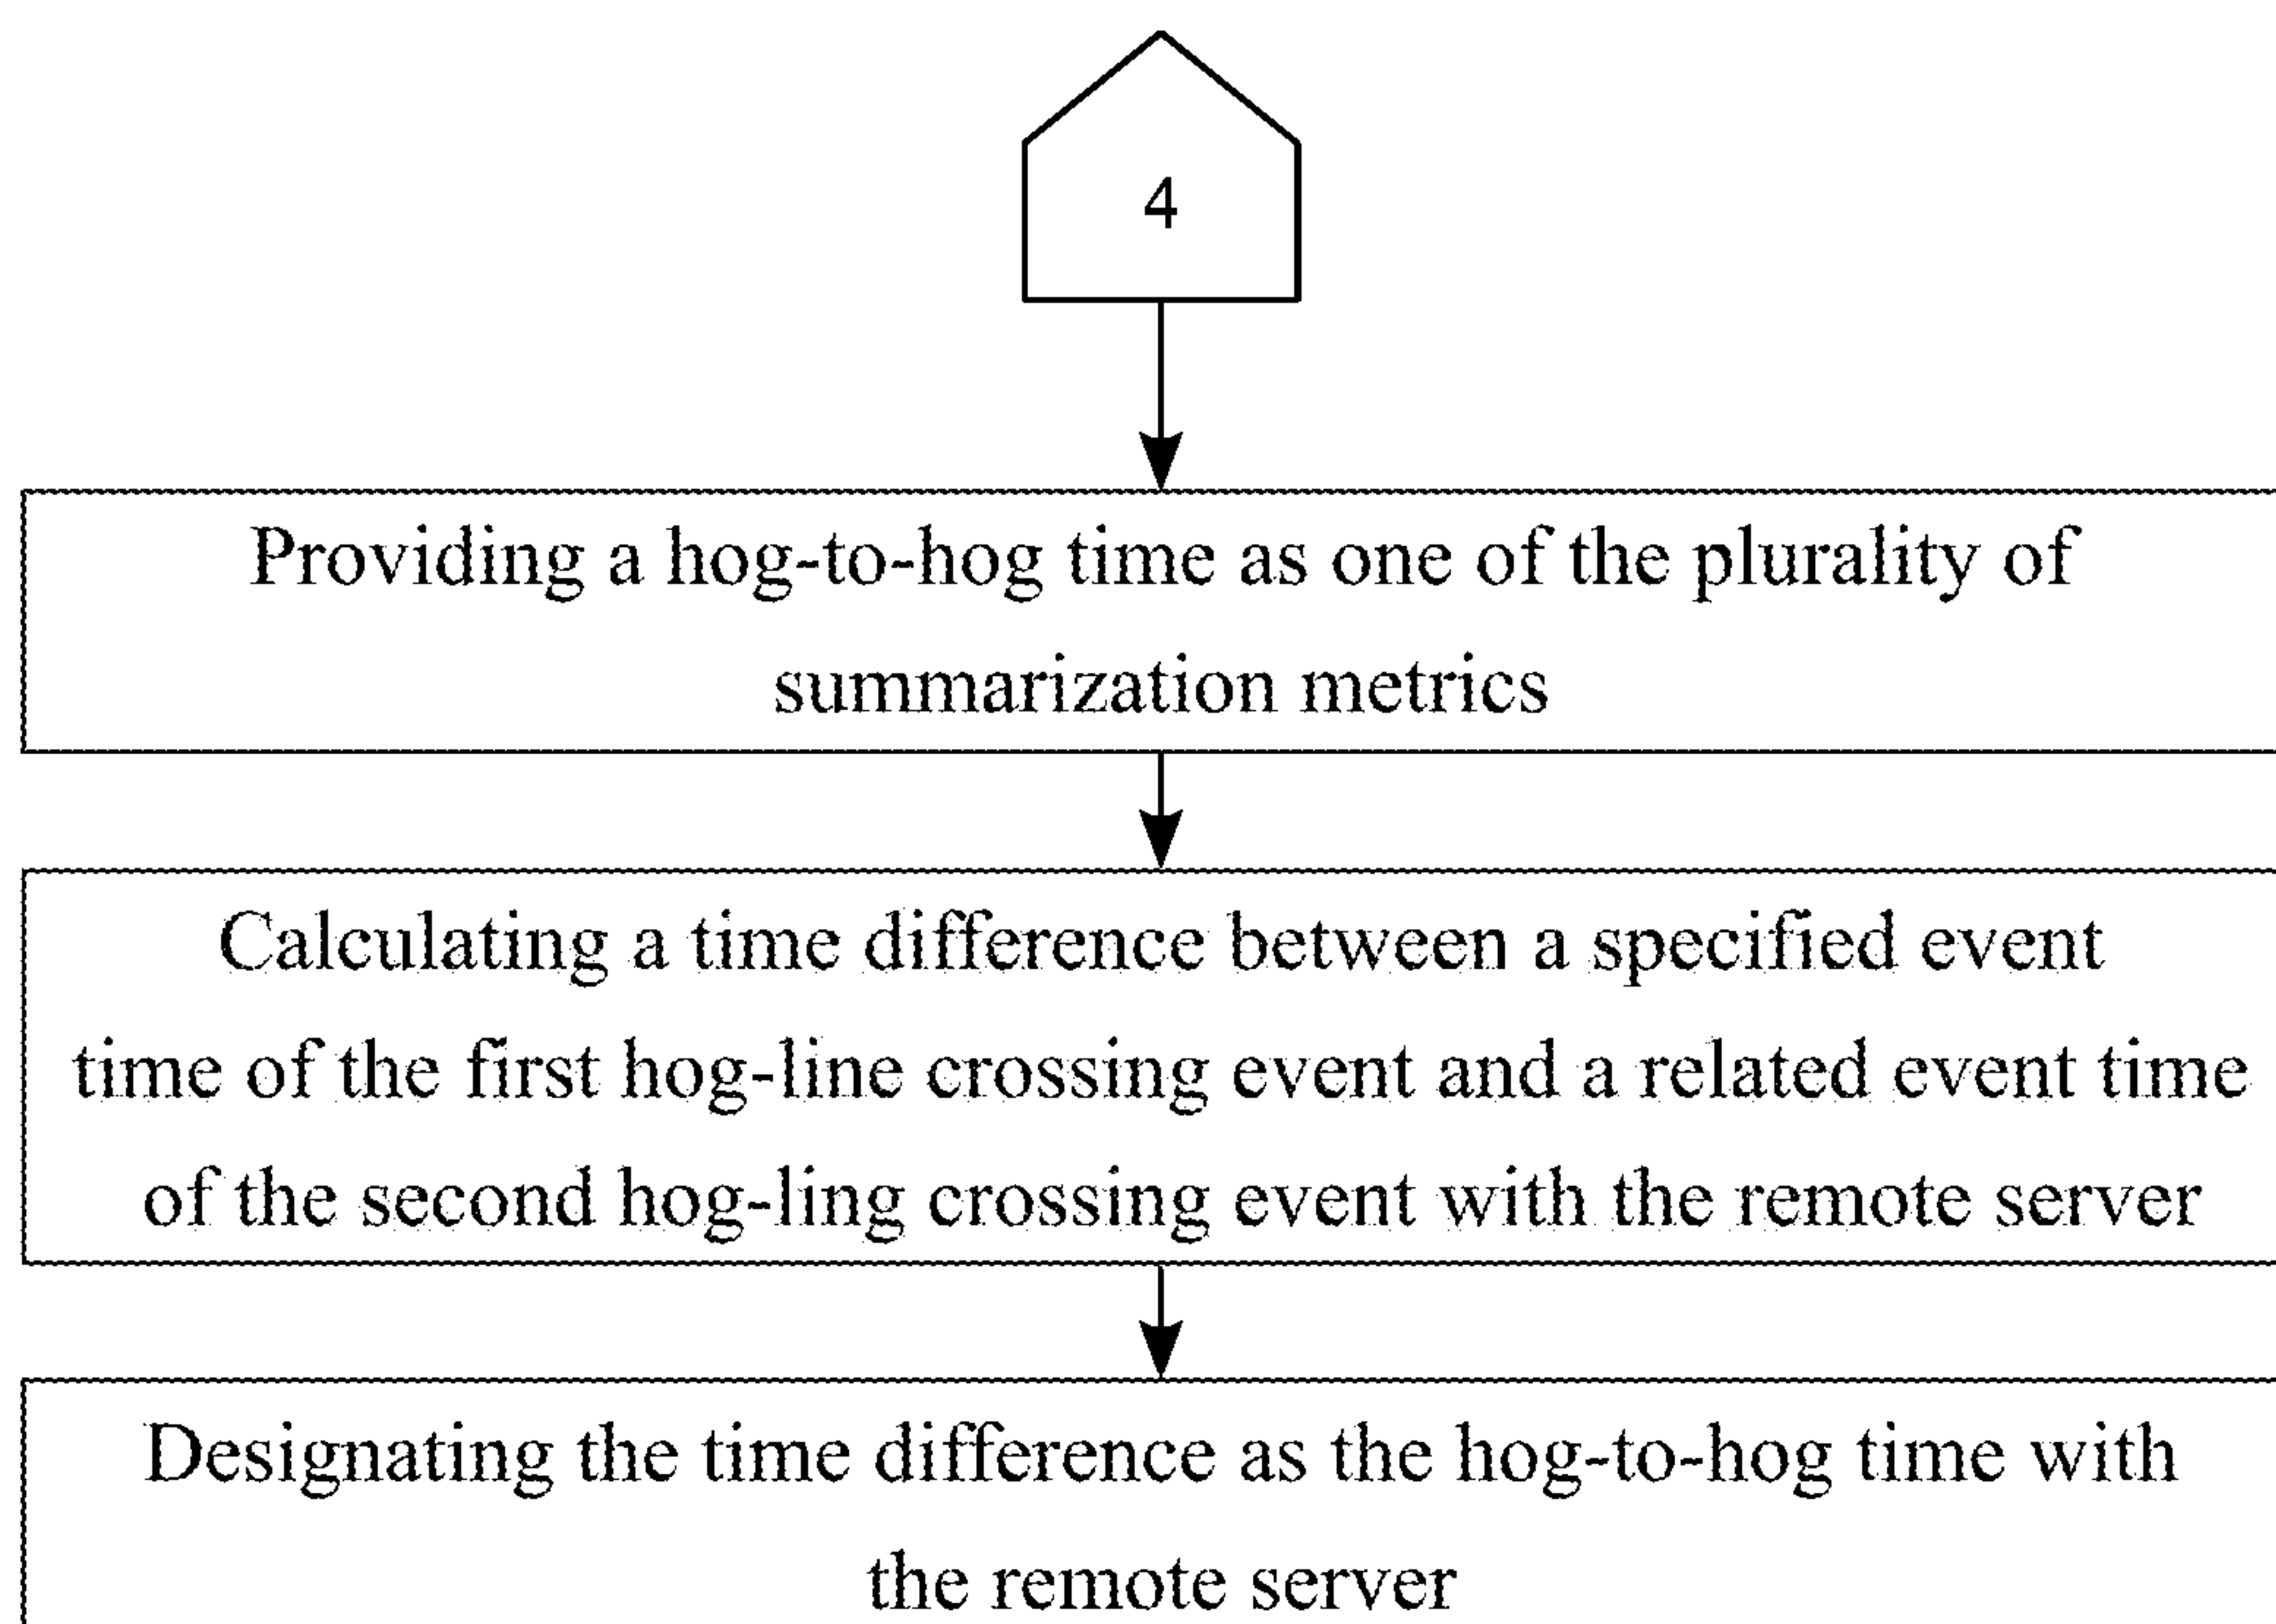 4
Providing a hog-to-hog time as one of the plurality of
summarization metrics
Calculating a time difference between a specified event
time of the first hog-line crossing event and a related event time
of the second hog-ling crossing event with the remote server
Designating the time difference as the hog-to-hog time with
the remote server